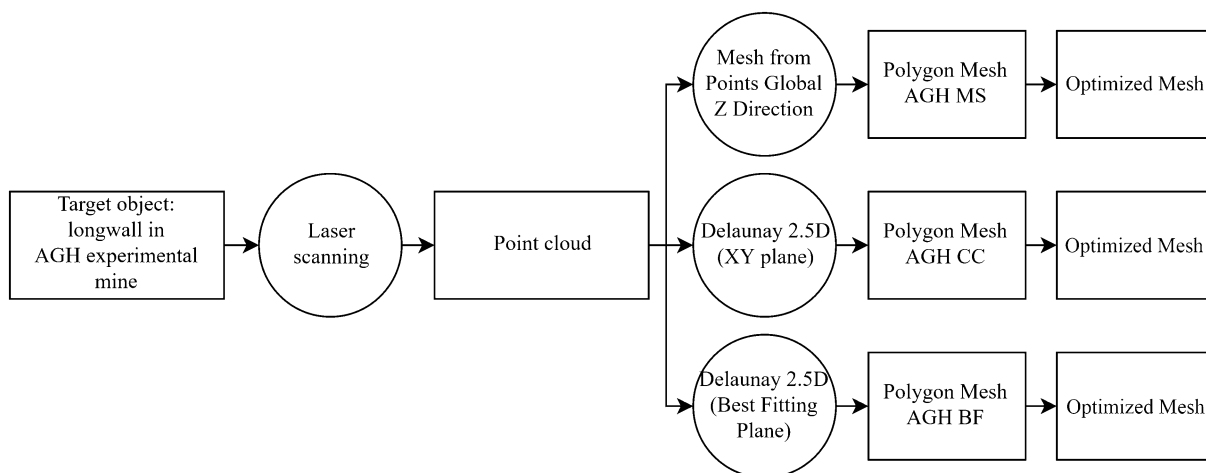 Target object:
longwall in
AGH experimental
mine
Laser
scanning
Point cloud
Mesh from
Points Global
Z Direction
Polygon Mesh
AGH MS
Optimized Mesh
Delaunay 2.5D
(XY plane)
Polygon Mesh
AGH CC
Optimized Mesh
Delaunay 2.5D
(Best Fitting
Plane)
Polygon Mesh
AGH BF
Optimized Mesh